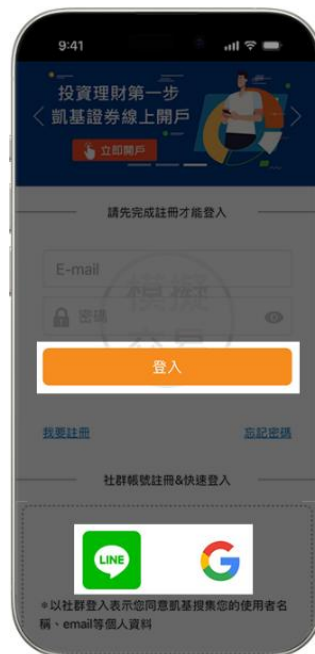 9:41
投資理財第一步
凱基證券線上開戶
立即開戶
請先完成註冊才能登入
E-mail
密碼
模擬
交易
登入
我要註冊
忘記密碼
社群帳號註冊&快速登入
LINE
G
※以社群登入表示您同意凱基搜集您的使用者名
稱、email等個人資料